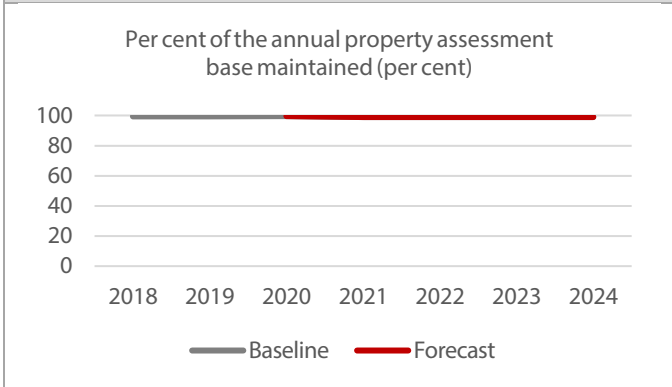 Per cent of the annual property assessment
base maintained (per cent)
100
80
60
40
20
0
2018 2019 2020 2021 2022 2023 2024
Baseline Forecast